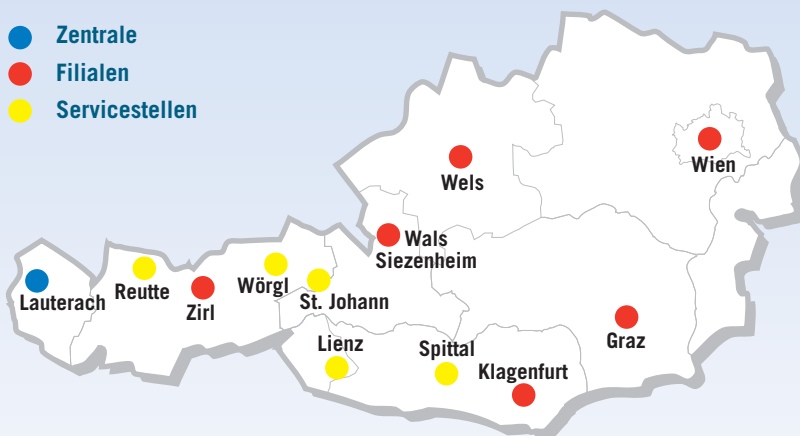 Zentrale
Filialen
Servicestellen
Wien
Wels
Wals
Siezenheim
Lauterach
Reutte
Zirl
Wörgl
St. Johann
Lienz
Spittal
Klagenfurt
Graz